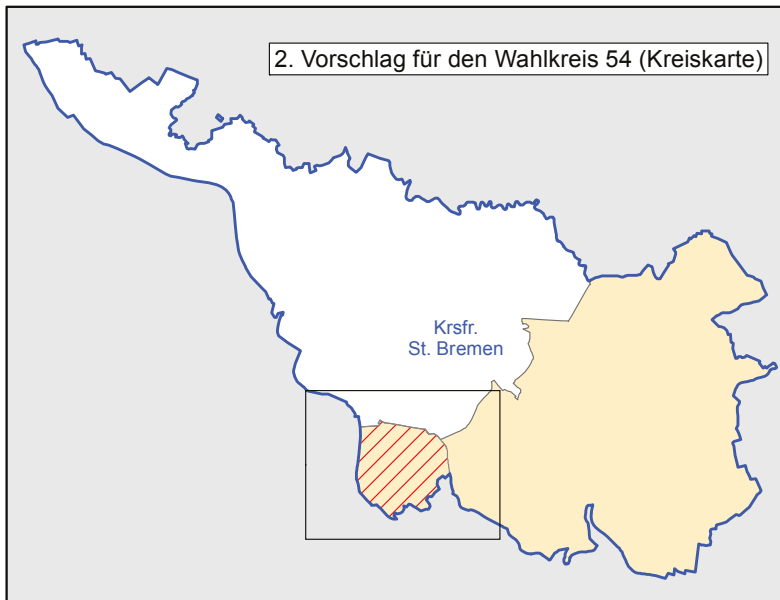 2. Vorschlag für den Wahlkreis 54 (Kreiskarte)
Krsfr.
St. Bremen